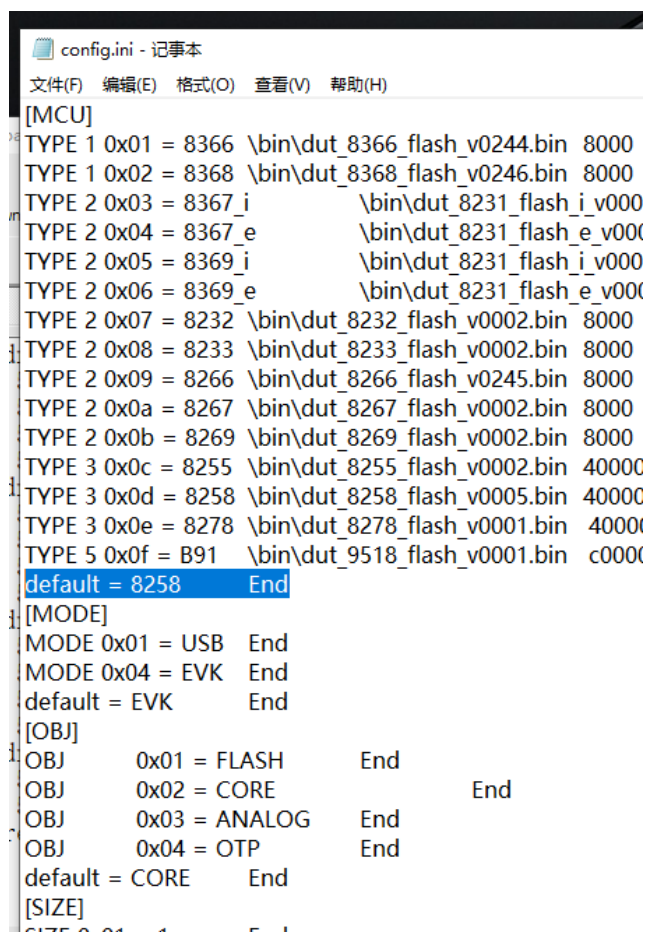 config.ini - 记事本
文件(F) 编辑(E) 格式(O) 查看(V) 帮助(H)
[MCU]
TYPE 1 0x01 = 8366 \bin\dut_8366_flash_v0244.bin 8000
TYPE 1 0x02 = 8368 \bin\dut_8368_flash_v0246.bin 8000
TYPE 2 0x03 = 8367_i \bin\dut_8231_flash_i_v000
TYPE 2 0x04 = 8367_e \bin\dut_8231_flash_e_v000
TYPE 2 0x05 = 8369_i \bin\dut_8231_flash_i_v000
TYPE 2 0x06 = 8369_e \bin\dut_8231_flash_e_v000
TYPE 2 0x07 = 8232 \bin\dut_8232_flash_v0002.bin 8000
TYPE 2 0x08 = 8233 \bin\dut_8233_flash_v0002.bin 8000
TYPE 2 0x09 = 8266 \bin\dut_8266_flash_v0245.bin 8000
TYPE 2 0x0a = 8267 \bin\dut_8267_flash_v0002.bin 8000
TYPE 2 0x0b = 8269 \bin\dut_8269_flash_v0002.bin 8000
TYPE 3 0x0c = 8255 \bin\dut_8255_flash_v0002.bin 40000
TYPE 3 0x0d = 8258 \bin\dut_8258_flash_v0005.bin 40000
TYPE 3 0x0e = 8278 \bin\dut_8278_flash_v0001.bin 40000
TYPE 5 0x0f = B91 \bin\dut_9518_flash_v0001.bin c0000
default = 8258 End
[MODE]
MODE 0x01 = USB End
MODE 0x04 = EVK End
default = EVK End
[OBJ]
OBJ 0x01 = FLASH End
OBJ 0x02 = CORE End
OBJ 0x03 = ANALOG End
OBJ 0x04 = OTP End
default = CORE End
[SIZE]